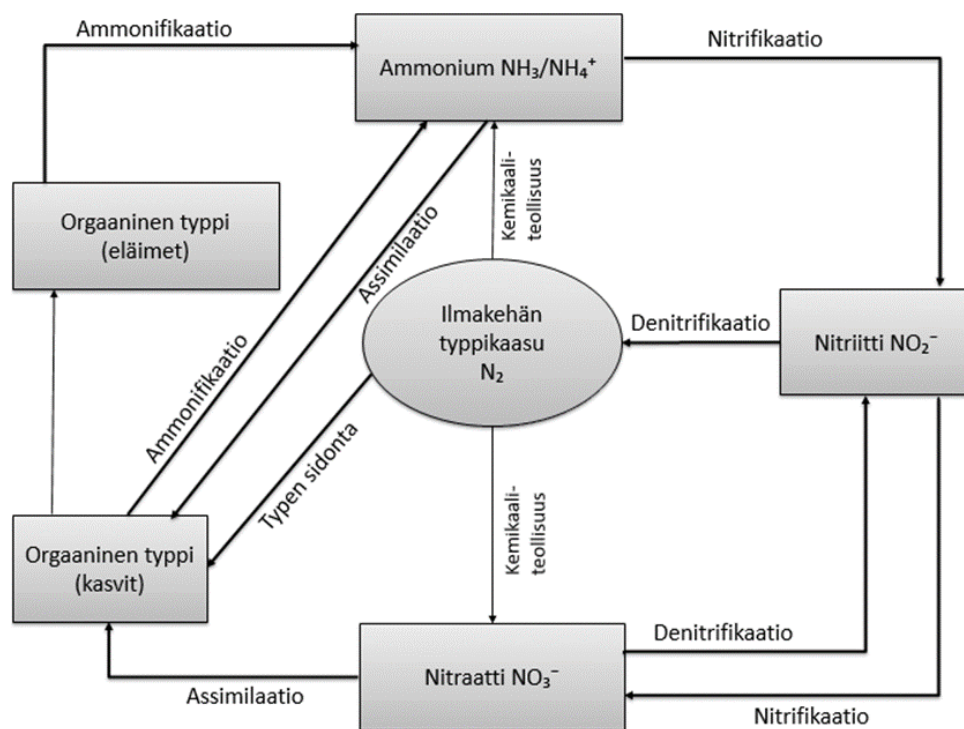 Ammonifikaatio
Nitrifikaatio
Ammonium NH₃/NH₄⁺
Kemikaali-
teollisuus
Orgaaninen typpi
(eläimet)
Assimilaatio
Ammonifikaatio
Ilmakehän
typpikaasu
N₂
Denitrifikaatio
Nitriitti NO₂⁻
Typen sidonta
Kemikaali-
teollisuus
Orgaaninen typpi
(kasvit)
Denitrifikaatio
Nitraatti NO₃⁻
Assimilaatio
Nitrifikaatio